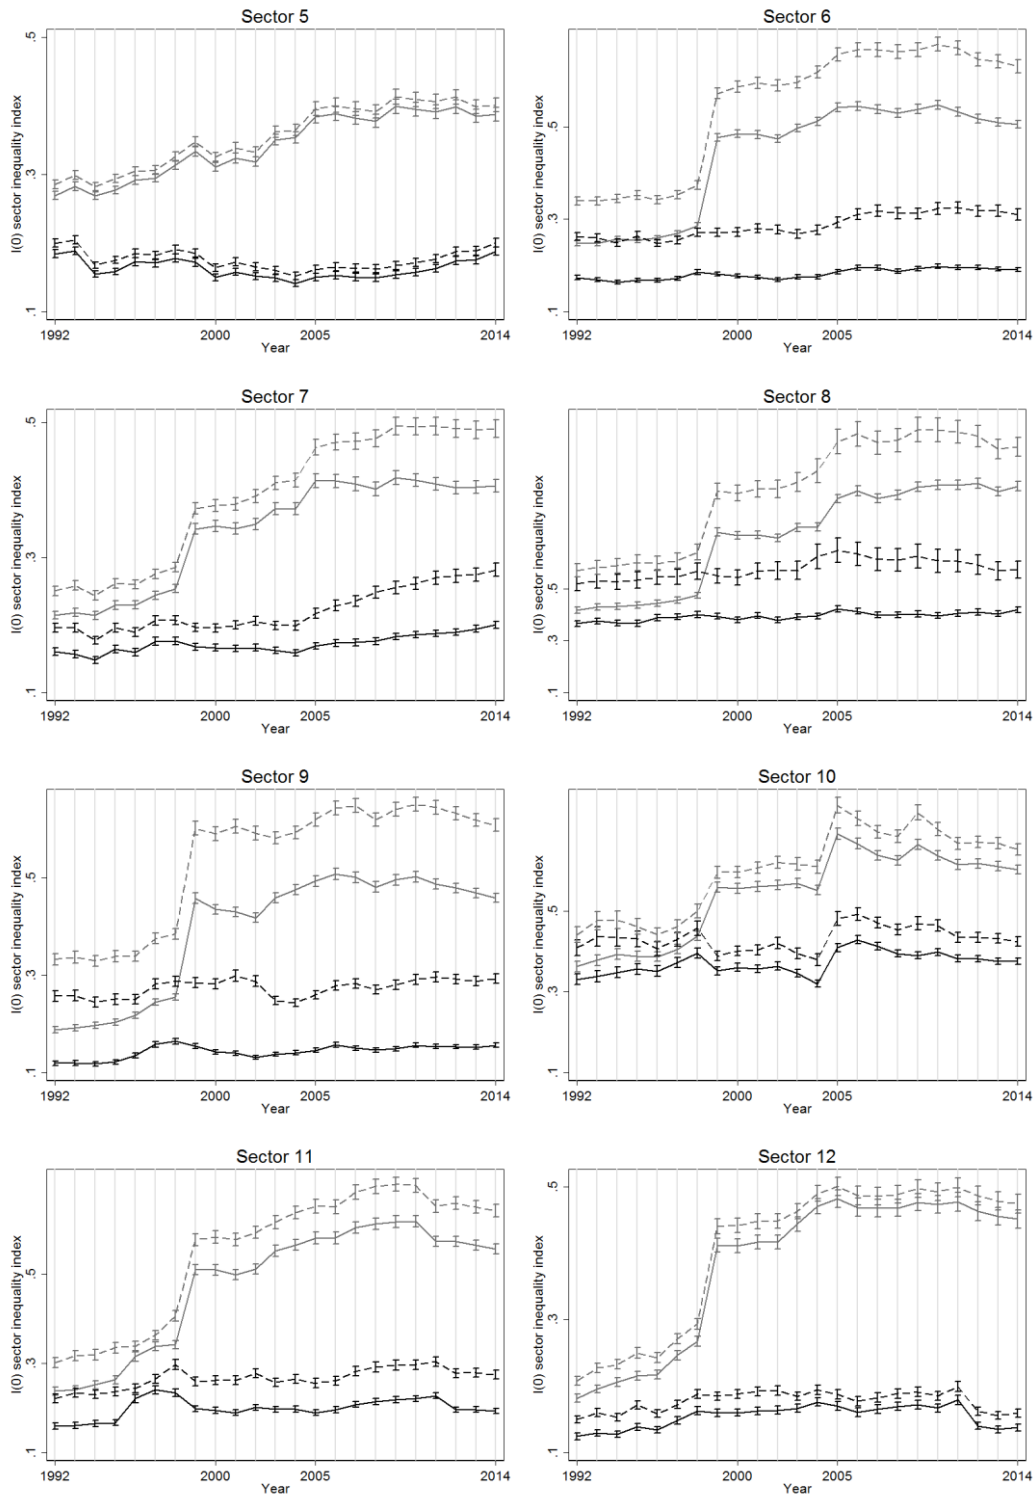 Sector 5
I(0) sector inequality index
.5
.3
.1
1992 2000 2005 2014
Year
Sector 6
I(0) sector inequality index
.5
.3
.1
1992 2000 2005 2014
Year
Sector 7
I(0) sector inequality index
.5
.3
.1
1992 2000 2005 2014
Year
Sector 8
I(0) sector inequality index
.5
.3
.1
1992 2000 2005 2014
Year
Sector 9
I(0) sector inequality index
.5
.3
.1
1992 2000 2005 2014
Year
Sector 10
I(0) sector inequality index
.5
.3
.1
1992 2000 2005 2014
Year
Sector 11
I(0) sector inequality index
.5
.3
.1
1992 2000 2005 2014
Year
Sector 12
I(0) sector inequality index
.5
.3
.1
1992 2000 2005 2014
Year